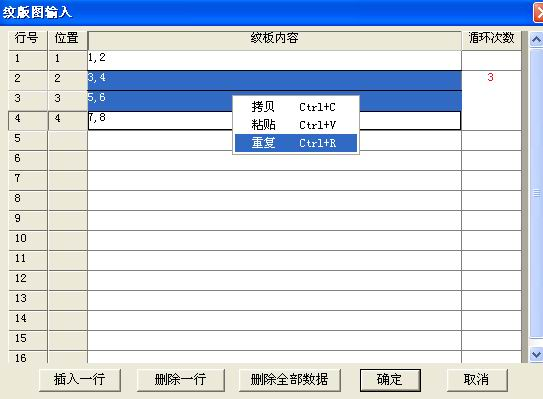 纹版图输入
行号 位置 纹板内容 循环次数
1 1 1,2
2 2 3,4 3
3 3 5,6
4 4 7,8
拷贝 Ctrl+C
粘贴 Ctrl+V
重复 Ctrl+R
5
6
7
8
9
10
11
12
13
14
15
16
插入一行 删除一行 删除全部数据 确定 取消